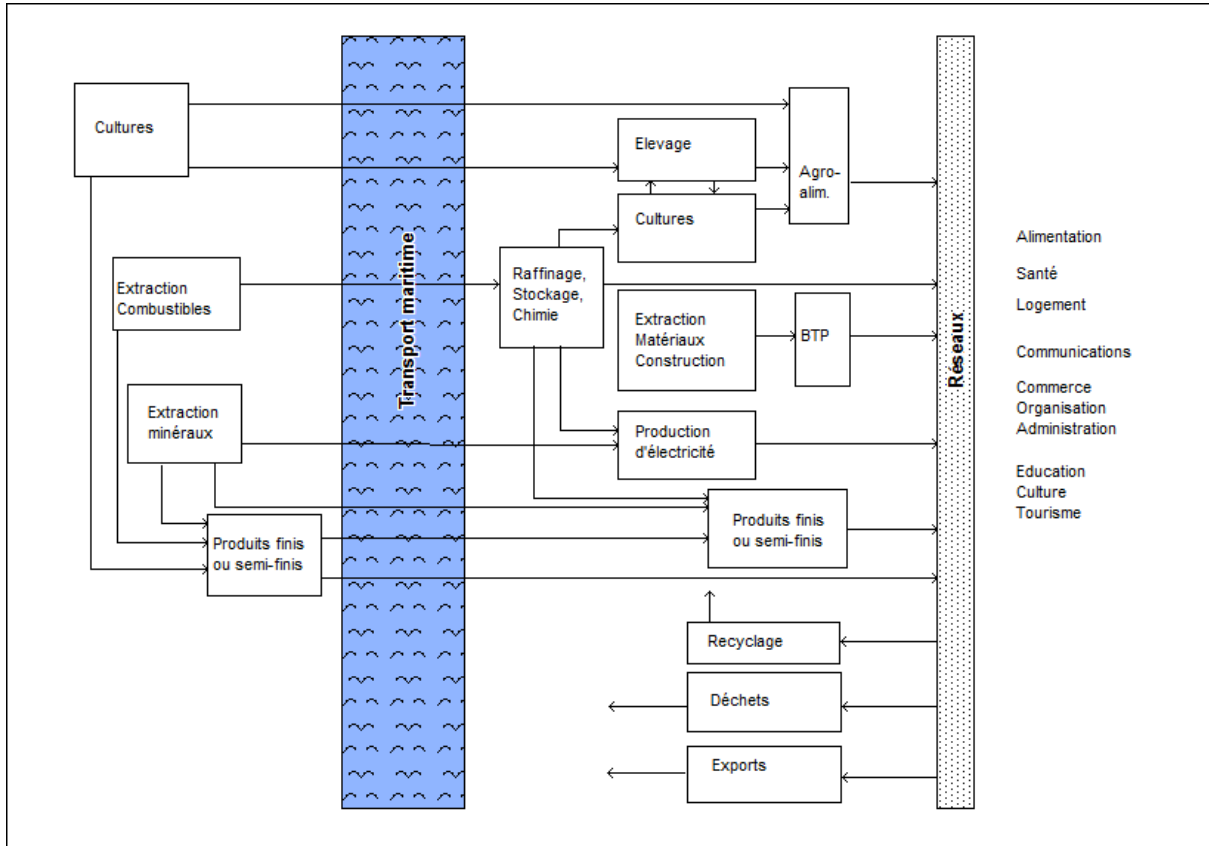 Cultures
Extraction
Combustibles
Extraction
minéraux
Produits finis
ou semi-finis
Transport maritime
Elevage
Cultures
Agro-
alim.
Raffinage,
Stockage,
Chimie
Extraction
Matériaux
Construction
BTP
Production
d'électricité
Produits finis
ou semi-finis
Recyclage
Déchets
Exports
Réseaux
Alimentation
Santé
Logement
Communications
Commerce
Organisation
Administration
Education
Culture
Tourisme